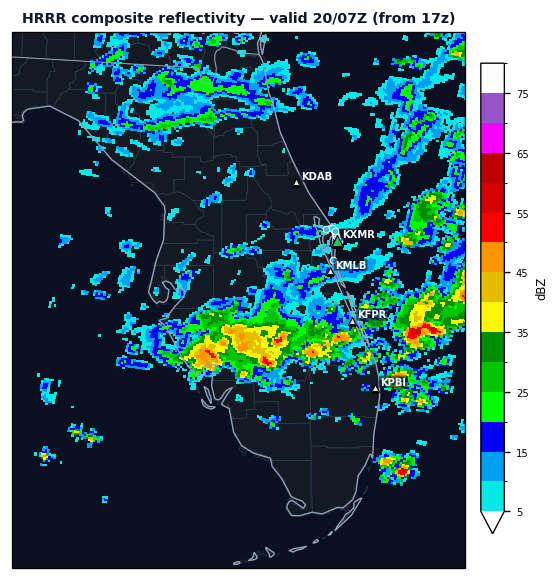 HRRR composite reflectivity — valid 20/07Z (from 17z)
KDAB
KXMR
KMLB
KFPR
KPBI
75
65
55
45
35
25
15
5
dBZ